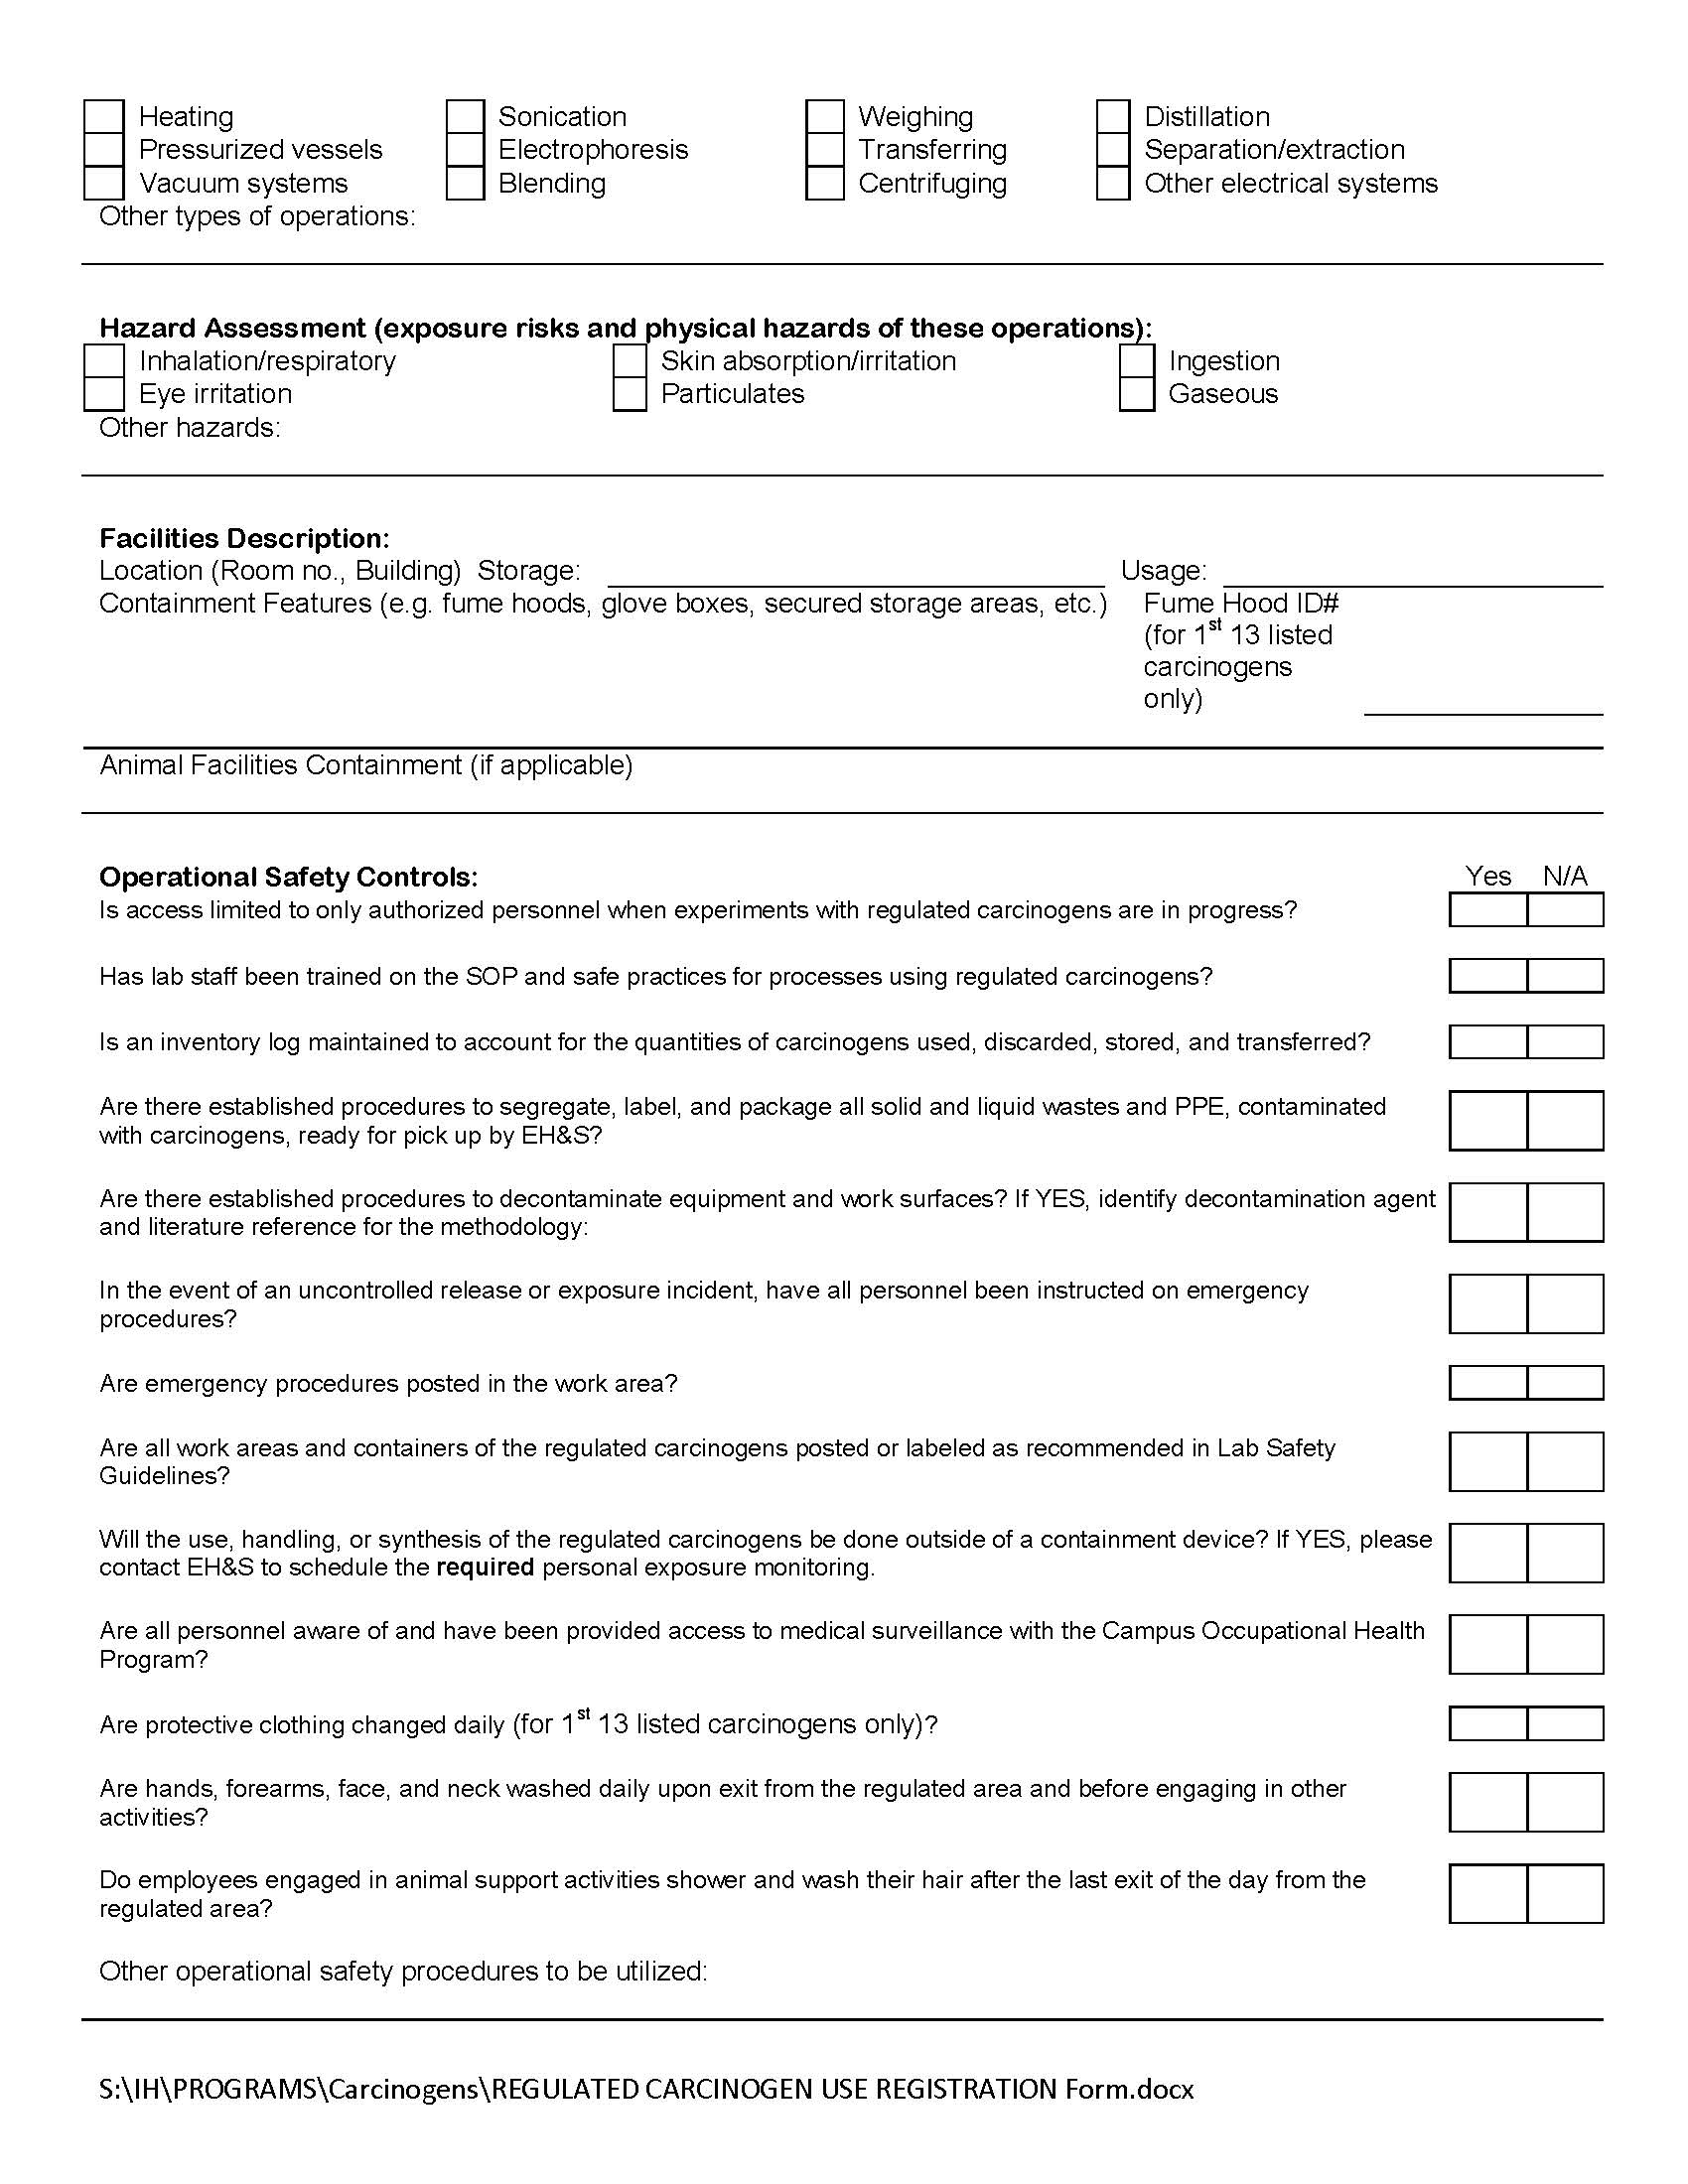 Heating Sonication Weighing Distillation
Pressurized vessels Electrophoresis Transferring Separation/extraction
Vacuum systems Blending Centrifuging Other electrical systems
Other types of operations:
Hazard Assessment (exposure risks and physical hazards of these operations):
Inhalation/respiratory Skin absorption/irritation Ingestion
Eye irritation Particulates Gaseous
Other hazards:
Facilities Description:
Location (Room no., Building) Storage: Usage:
Containment Features (e.g. fume hoods, glove boxes, secured storage areas, etc.) Fume Hood ID#
(for 1st 13 listed
carcinogens
only)
Animal Facilities Containment (if applicable)
Operational Safety Controls: Yes N/A
Is access limited to only authorized personnel when experiments with regulated carcinogens are in progress?
Has lab staff been trained on the SOP and safe practices for processes using regulated carcinogens?
Is an inventory log maintained to account for the quantities of carcinogens used, discarded, stored, and transferred?
Are there established procedures to segregate, label, and package all solid and liquid wastes and PPE, contaminated
with carcinogens, ready for pick up by EH&S?
Are there established procedures to decontaminate equipment and work surfaces? If YES, identify decontamination agent
and literature reference for the methodology:
In the event of an uncontrolled release or exposure incident, have all personnel been instructed on emergency
procedures?
Are emergency procedures posted in the work area?
Are all work areas and containers of the regulated carcinogens posted or labeled as recommended in Lab Safety
Guidelines?
Will the use, handling, or synthesis of the regulated carcinogens be done outside of a containment device? If YES, please
contact EH&S to schedule the required personal exposure monitoring.
Are all personnel aware of and have been provided access to medical surveillance with the Campus Occupational Health
Program?
Are protective clothing changed daily (for 1st 13 listed carcinogens only)?
Are hands, forearms, face, and neck washed daily upon exit from the regulated area and before engaging in other
activities?
Do employees engaged in animal support activities shower and wash their hair after the last exit of the day from the
regulated area?
Other operational safety procedures to be utilized:
S:\IH\PROGRAMS\Carcinogens\REGULATED CARCINOGEN USE REGISTRATION Form.docx